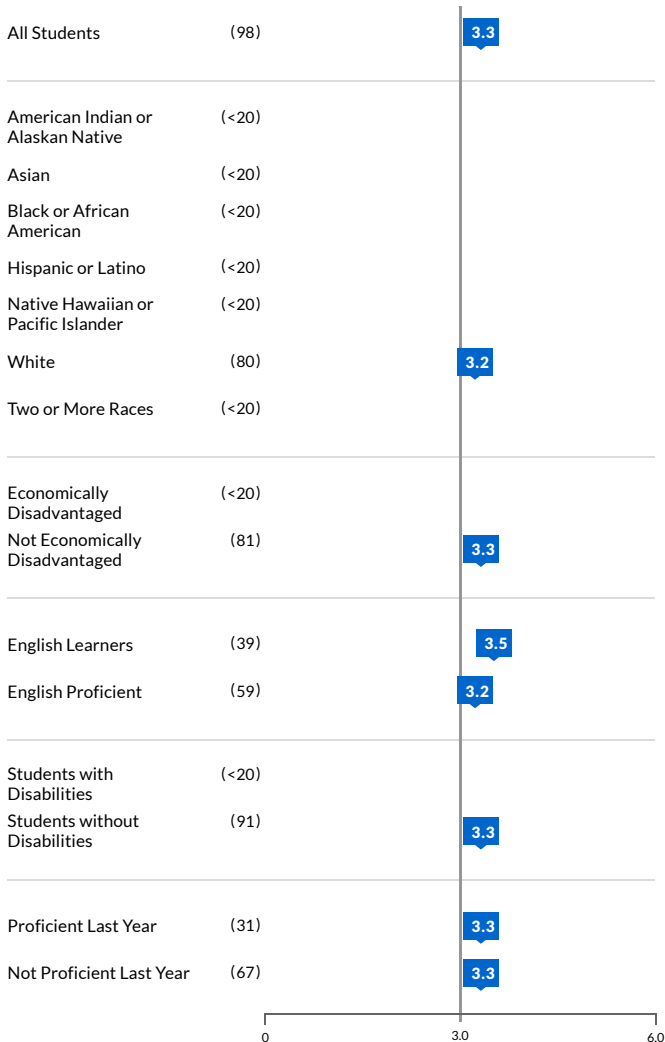 All Students (98) 3.3
American Indian or (<20)
Alaskan Native
Asian (<20)
Black or African (<20)
American
Hispanic or Latino (<20)
Native Hawaiian or (<20)
Pacific Islander
White (80) 3.2
Two or More Races (<20)
Economically (<20)
Disadvantaged
Not Economically (81) 3.3
Disadvantaged
English Learners (39) 3.5
English Proficient (59) 3.2
Students with (<20)
Disabilities
Students without (91) 3.3
Disabilities
Proficient Last Year (31) 3.3
Not Proficient Last Year (67) 3.3
0 3.0 6.0